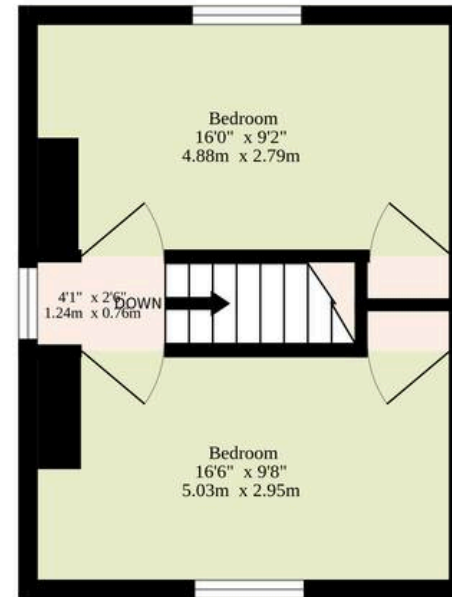 Bedroom
16'0" x 9'2"
4.88m x 2.79m
4'1" x 2'6"
DOWN
1.24m x 0.76m
Bedroom
16'6" x 9'8"
5.03m x 2.95m